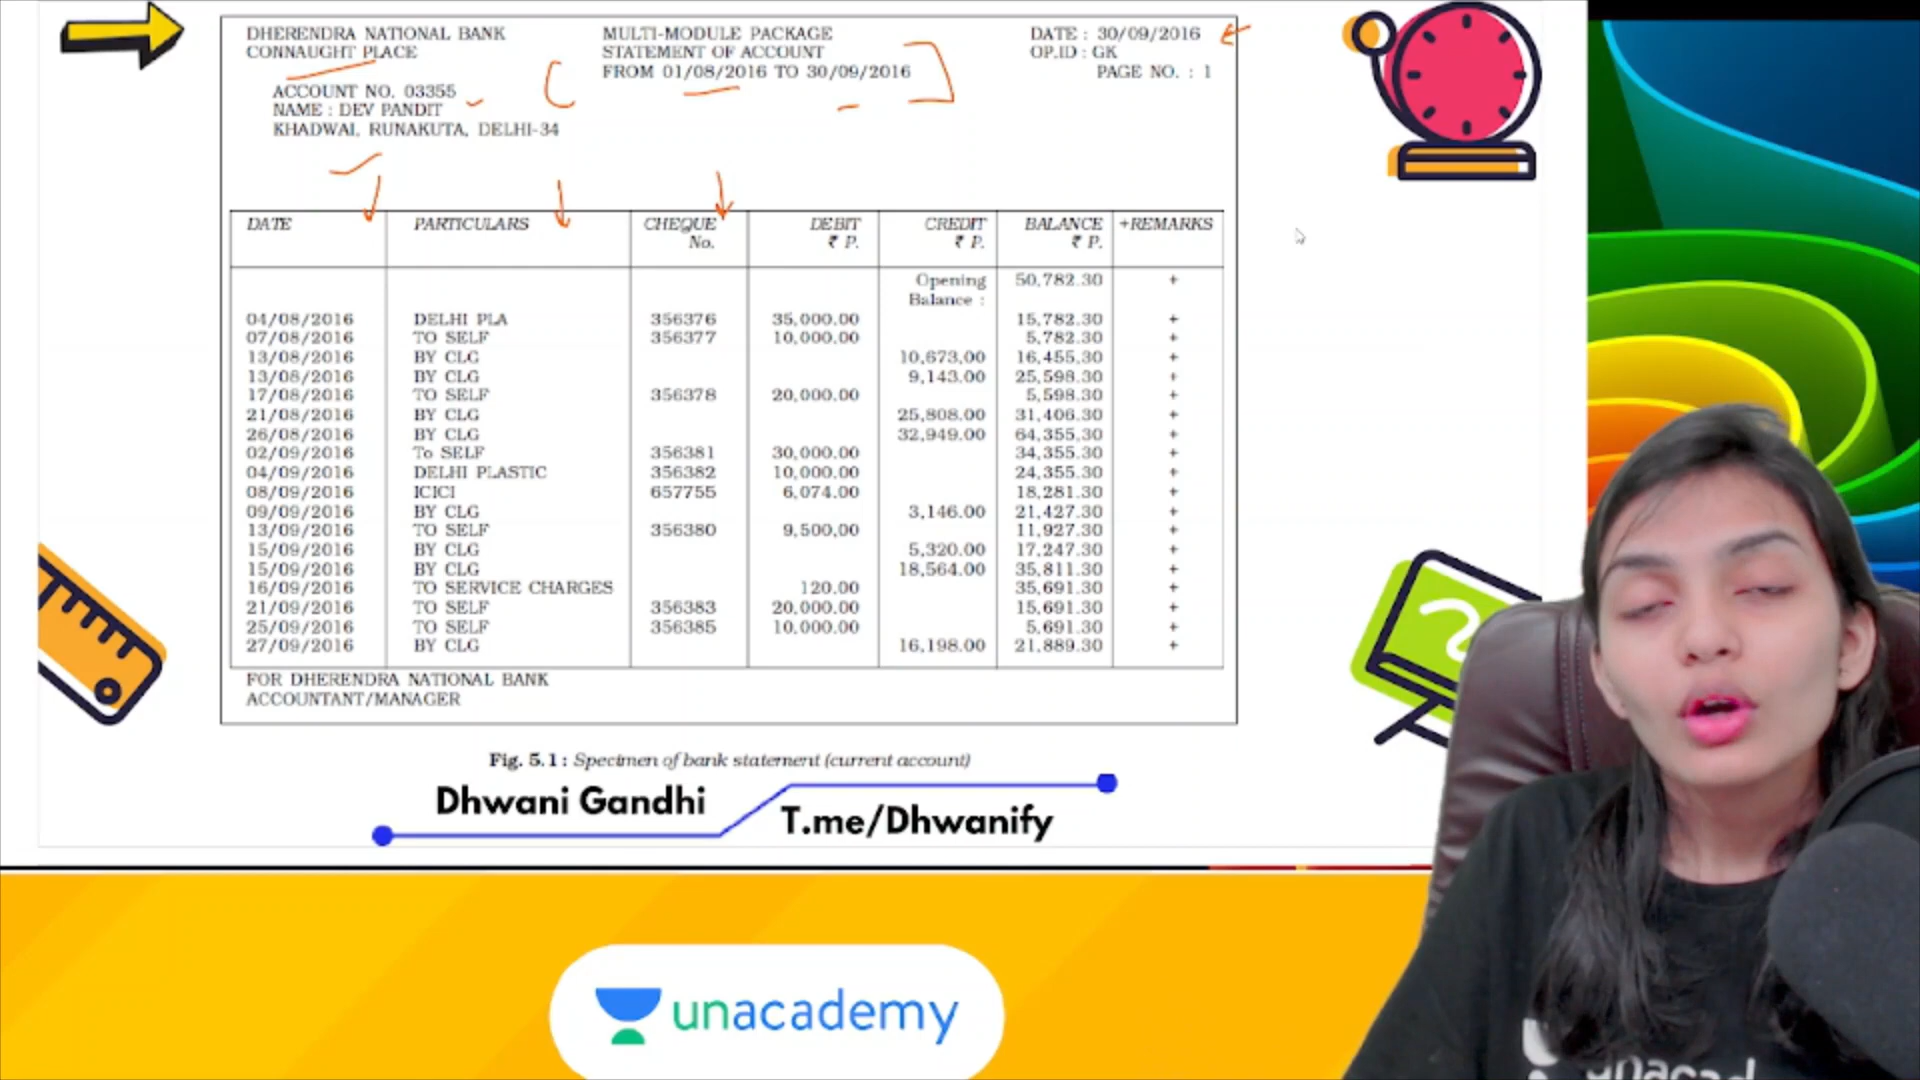 DHERENDRA NATIONAL BANK MULTI-MODULE PACKAGE DATE : 30/09/2016
CONNAUGHT PLACE STATEMENT OF ACCOUNT OP.ID : GK
FROM 01/08/2016 TO 30/09/2016 PAGE NO. : 1
ACCOUNT NO. 03355
NAME : DEV PANDIT
KHADWAI, RUNAKUTA, DELHI-34
DATE PARTICULARS CHEQUE No. DEBIT ₹ P. CREDIT ₹ P. BALANCE ₹ P. +REMARKS
Opening Balance : 50,782.30 +
04/08/2016 DELHI PLA 356376 35,000.00 15,782.30 +
07/08/2016 TO SELF 356377 10,000.00 5,782.30 +
13/08/2016 BY CLG 10,673,00 16,455.30 +
13/08/2016 BY CLG 9,143.00 25,598.30 +
17/08/2016 TO SELF 356378 20,000.00 5,598.30 +
21/08/2016 BY CLG 25,808.00 31,406.30 +
26/08/2016 BY CLG 32,949.00 64,355.30 +
02/09/2016 To SELF 356381 30,000.00 34,355.30 +
04/09/2016 DELHI PLASTIC 356382 10,000.00 24,355.30 +
08/09/2016 ICICI 657755 6,074.00 18,281.30 +
09/09/2016 BY CLG 3,146.00 21,427.30 +
13/09/2016 TO SELF 356380 9,500,00 11,927.30 +
15/09/2016 BY CLG 5,320.00 17,247.30 +
15/09/2016 BY CLG 18,564.00 35,811.30 +
16/09/2016 TO SERVICE CHARGES 120.00 35,691.30 +
21/09/2016 TO SELF 356383 20,000.00 15,691.30 +
25/09/2016 TO SELF 356385 10,000.00 5,691.30 +
27/09/2016 BY CLG 16,198.00 21,889.30 +
FOR DHERENDRA NATIONAL BANK
ACCOUNTANT/MANAGER
Fig. 5.1 : Specimen of bank statement (current account)
Dhwani Gandhi
T.me/Dhwanify
unacademy
unacad